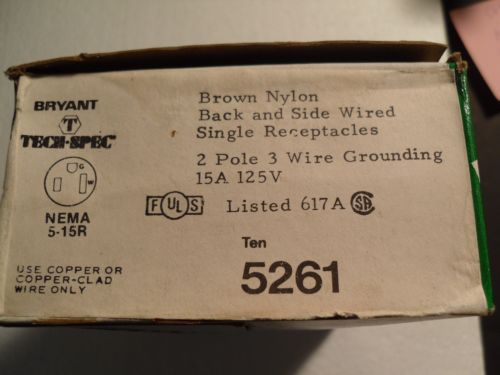 BRYANT
T
TECH-SPEC
G
W
NEMA
5-15R
USE COPPER OR
COPPER-CLAD
WIRE ONLY
Brown Nylon
Back and Side Wired
Single Receptacles
2 Pole 3 Wire Grounding
15A 125V
F UL S Listed 617A SA
Ten
5261